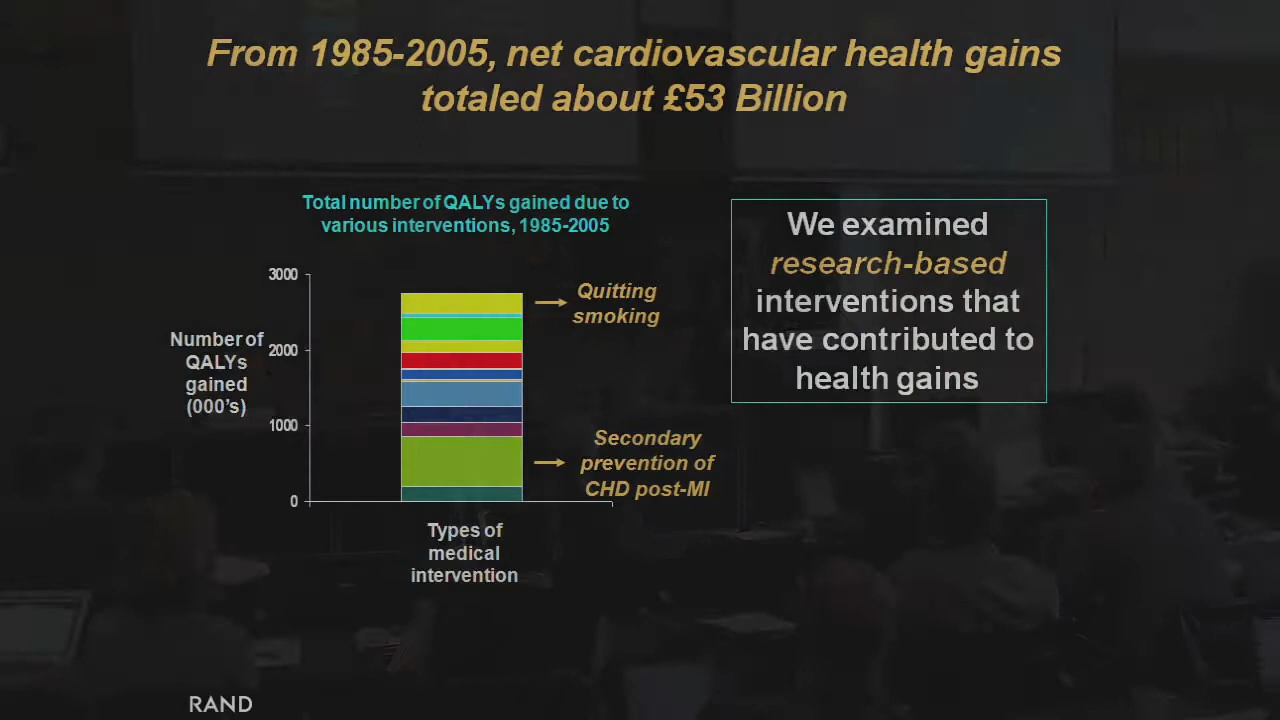 From 1985-2005, net cardiovascular health gains
totaled about £53 Billion
Total number of QALYs gained due to
various interventions, 1985-2005
We examined
research-based
interventions that
have contributed to
health gains
3000
2000
1000
0
Number of
QALYs
gained
(000's)
Quitting
smoking
Secondary
prevention of
CHD post-MI
Types of
medical
intervention
RAND